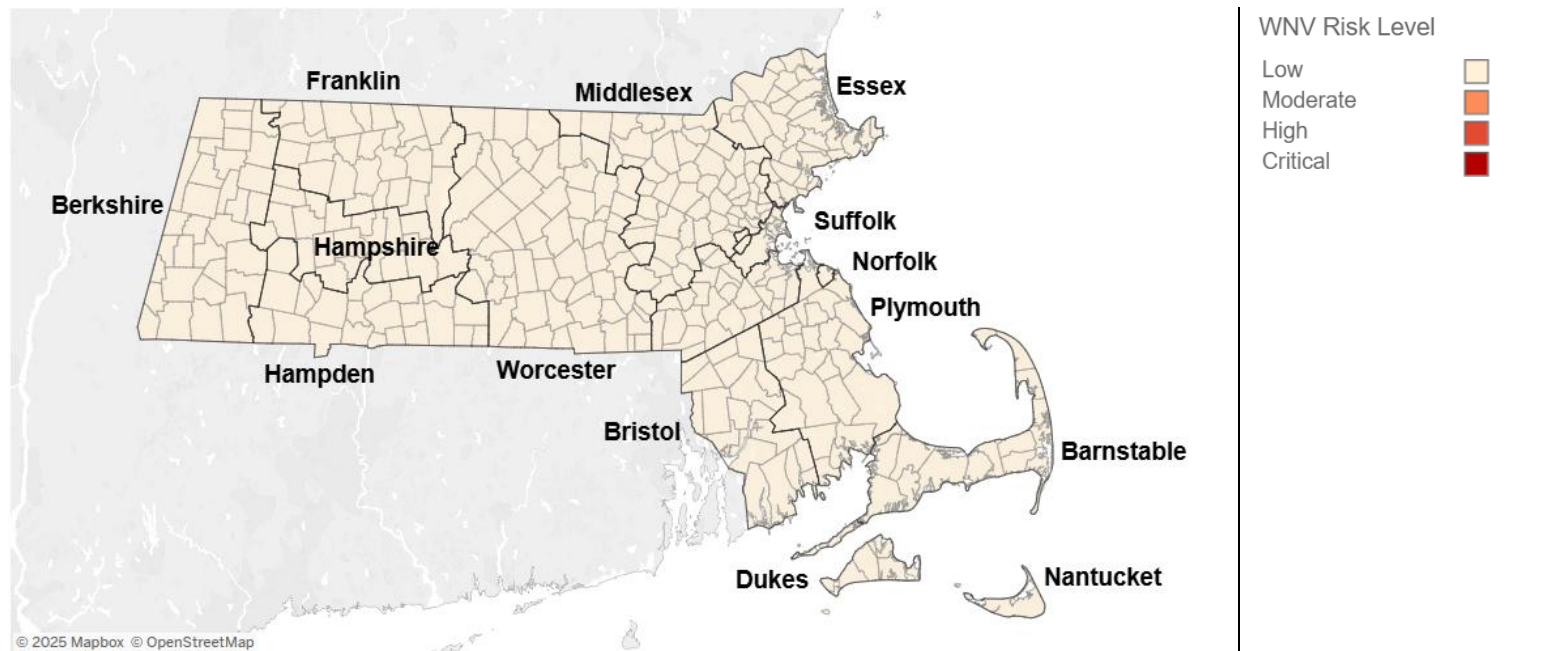 WNV Risk Level
Low
Moderate
High
Critical
Franklin
Middlesex
Essex
Berkshire
Suffolk
Hampshire
Norfolk
Plymouth
Hampden
Worcester
Bristol
Barnstable
Dukes
Nantucket
© 2025 Mapbox © OpenStreetMap